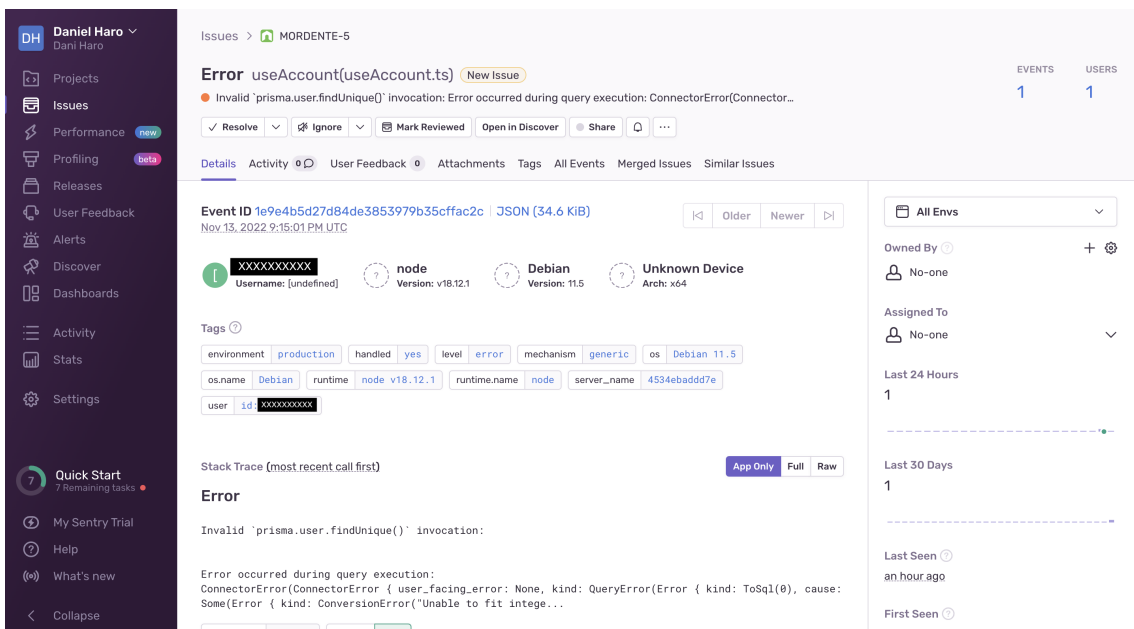 DH
Daniel Haro
Dani Haro
Projects
Issues
Performance new
Profiling beta
Releases
User Feedback
Alerts
Discover
Dashboards
Activity
Stats
Settings
7
Quick Start
7 Remaining tasks
My Sentry Trial
Help
What's new
Collapse
Issues > MORDENTE-5
Error useAccount(useAccount.ts) New Issue
Invalid `prisma.user.findUnique()` invocation: Error occurred during query execution: ConnectorError(Connector…
EVENTS USERS
1 1
Resolve Ignore Mark Reviewed Open in Discover Share ...
Details Activity 0 User Feedback 0 Attachments Tags All Events Merged Issues Similar Issues
Event ID 1e9e4b5d27d84de3853979b35cffac2c | JSON (34.6 KiB)
Nov 13, 2022 9:15:01 PM UTC
Older Newer
[
XXXXXXXXXX
Username: [undefined]
?
node
Version: v18.12.1
?
Debian
Version: 11.5
?
Unknown Device
Arch: x64
Tags ?
environment production handled yes level error mechanism generic os Debian 11.5
os.name Debian runtime node v18.12.1 runtime.name node server_name 4534ebaddd7e
user id: XXXXXXXXXX
Stack Trace (most recent call first)
App Only Full Raw
Error
Invalid `prisma.user.findUnique()` invocation:
Error occurred during query execution:
ConnectorError(ConnectorError { user_facing_error: None, kind: QueryError(Error { kind: ToSql(0), cause:
Some(Error { kind: ConversionError("Unable to fit intege...
All Envs
Owned By ?
No-one
Assigned To
No-one
Last 24 Hours
1
Last 30 Days
1
Last Seen ?
an hour ago
First Seen ?